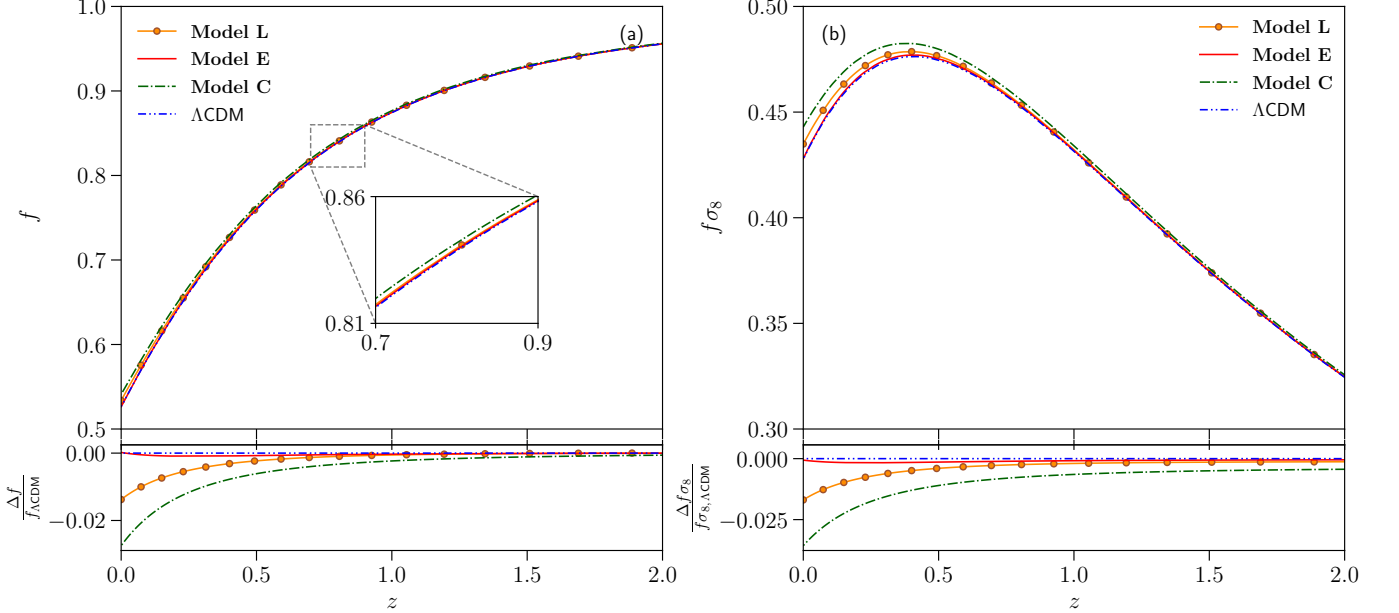 (a)
Model L
Model E
Model C
ΛCDM
f
1.0
0.9
0.8
0.7
0.6
0.5
0.86
0.81
0.7
0.9
Δf
f_ΛCDM
0.00
−0.02
0.0
0.5
1.0
1.5
2.0
z
(b)
Model L
Model E
Model C
ΛCDM
fσ₈
0.50
0.45
0.40
0.35
0.30
Δfσ₈
fσ_8,ΛCDM
0.000
−0.025
0.0
0.5
1.0
1.5
2.0
z